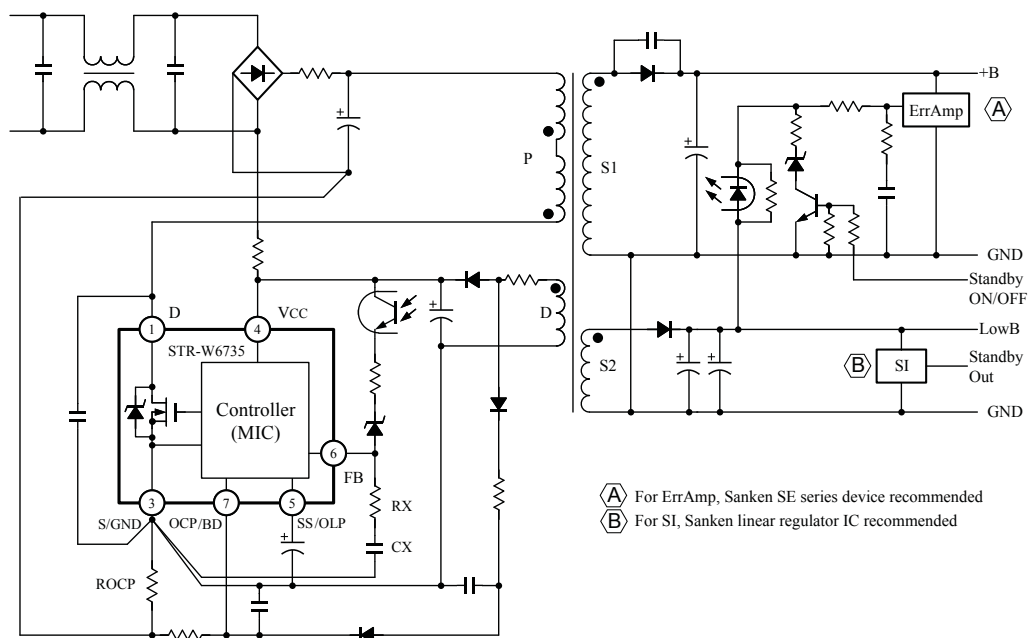 +B
ErrAmp
A
P
S1
GND
Standby
ON/OFF
D
VCC
D
LowB
1
4
STR-W6735
S2
B
SI
Standby
Out
Controller
(MIC)
GND
6
FB
3
7
5
S/GND
OCP/BD
SS/OLP
RX
A For ErrAmp, Sanken SE series device recommended
B For SI, Sanken linear regulator IC recommended
CX
ROCP
+
+
+
+
+
+